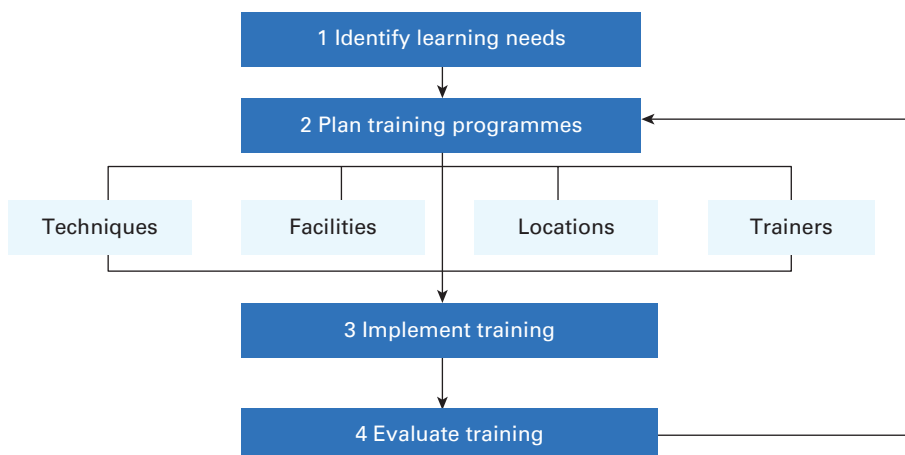 1 Identify learning needs
2 Plan training programmes
Techniques
Facilities
Locations
Trainers
3 Implement training
4 Evaluate training